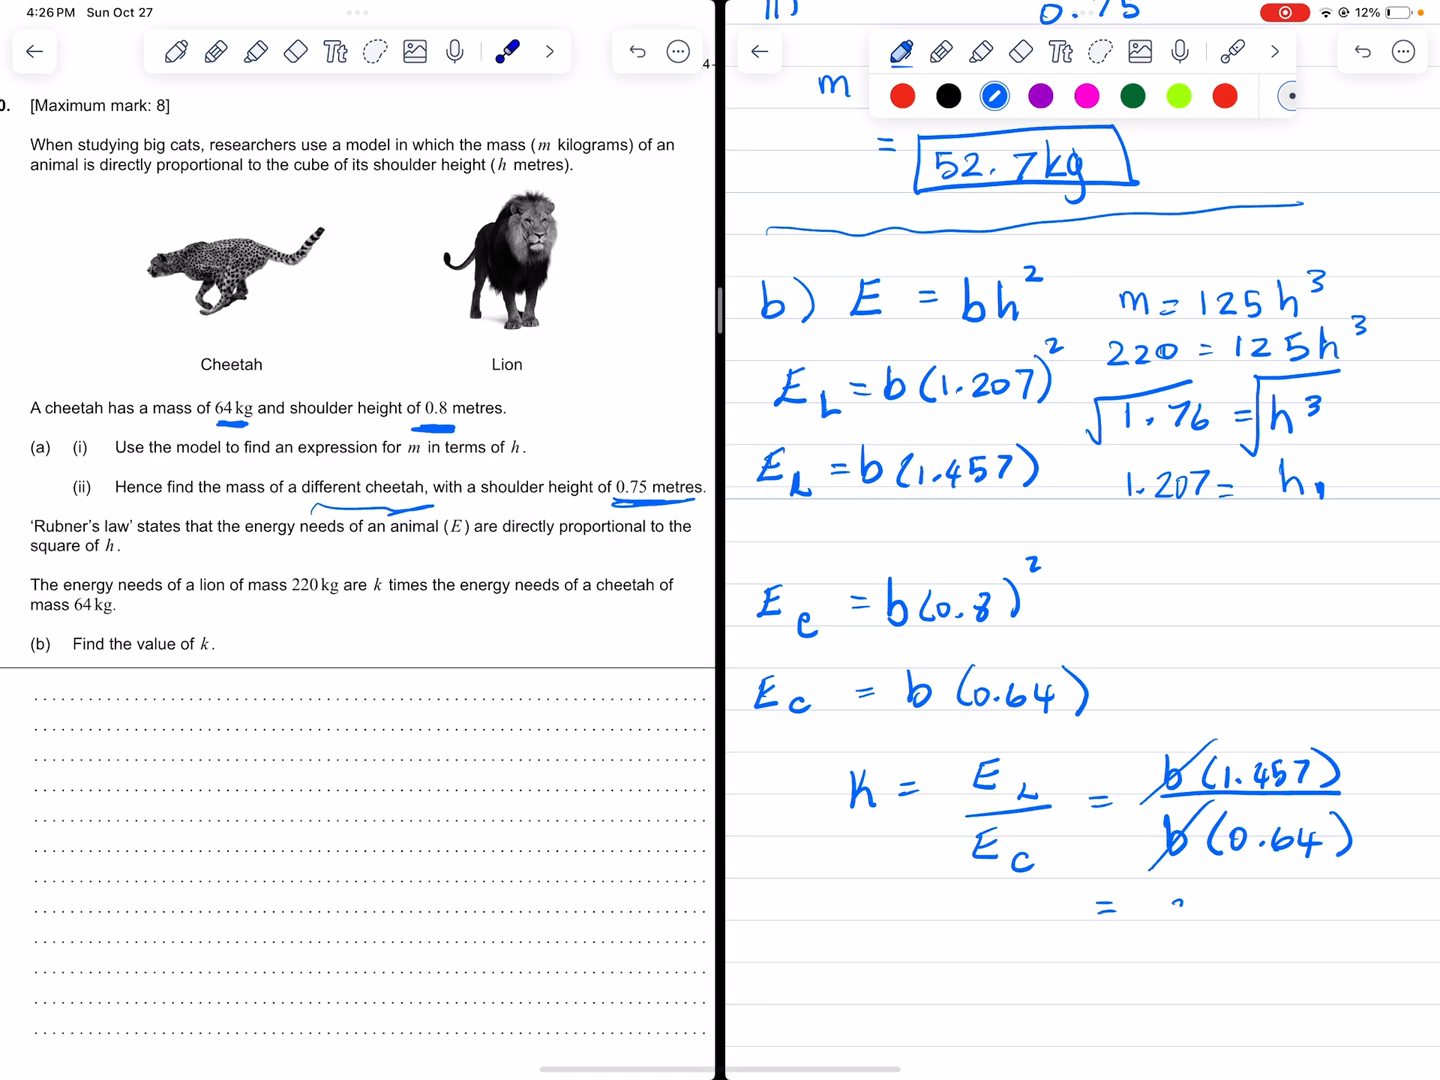 4:26 PM Sun Oct 27
12%
4
0. [Maximum mark: 8]
When studying big cats, researchers use a model in which the mass (m kilograms) of an
animal is directly proportional to the cube of its shoulder height (h metres).
Cheetah
Lion
A cheetah has a mass of 64 kg and shoulder height of 0.8 metres.
(a) (i) Use the model to find an expression for m in terms of h.
(ii) Hence find the mass of a different cheetah, with a shoulder height of 0.75 metres.
‘Rubner’s law’ states that the energy needs of an animal (E) are directly proportional to the
square of h.
The energy needs of a lion of mass 220 kg are k times the energy needs of a cheetah of
mass 64 kg.
(b) Find the value of k.
Tt
Tt
0.75
m
= 52.7kg
b) E = bh²
m = 125h³
E_L = b(1.207)²
220 = 125h³
√1.76 = √h³
E_L = b(1.457)
1.207 = h,
E_c = b(0.8)²
E_c = b(0.64)
K = E_L / E_C = b(1.457) / b(0.64)
=